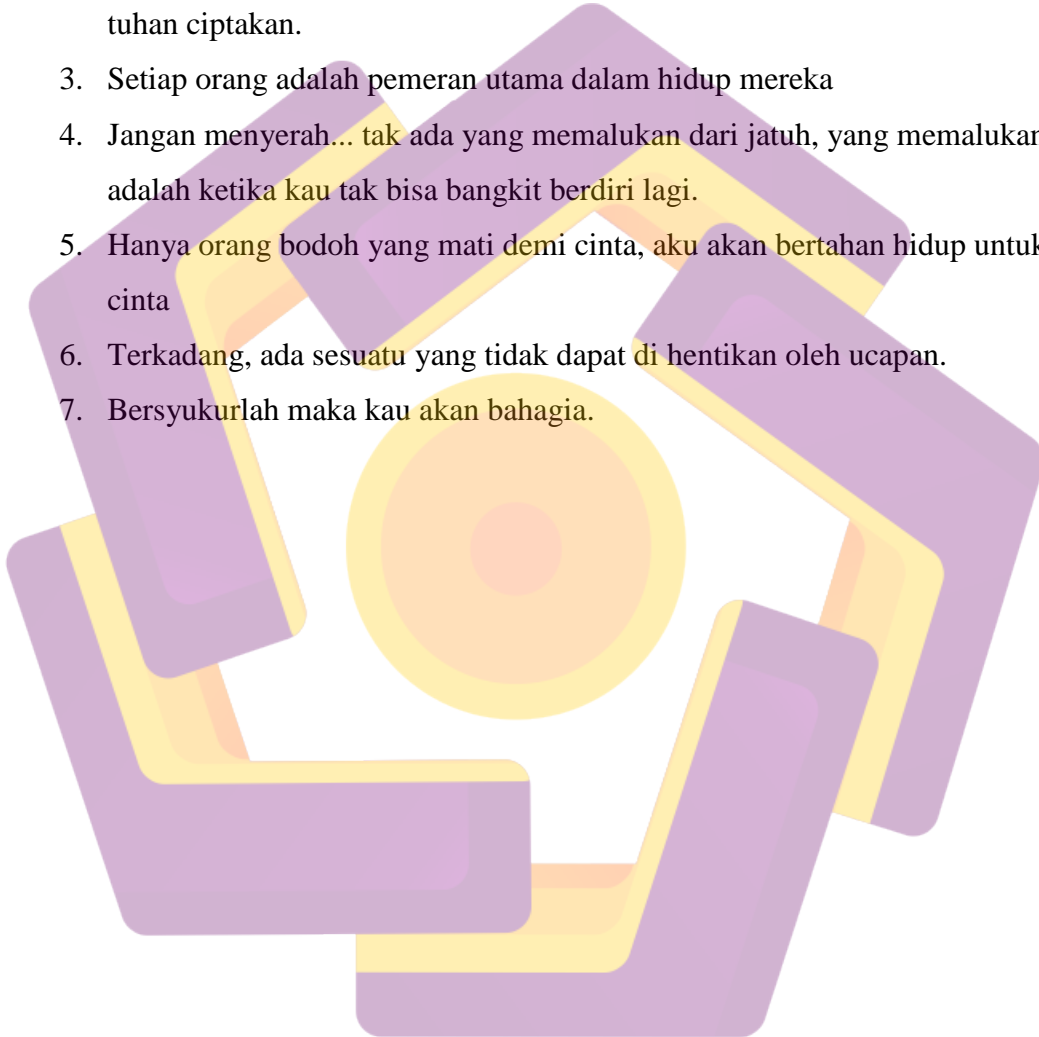 tuhan ciptakan.
3. Setiap orang adalah pemeran utama dalam hidup mereka
4. Jangan menyerah... tak ada yang memalukan dari jatuh, yang memalukan
adalah ketika kau tak bisa bangkit berdiri lagi.
5. Hanya orang bodoh yang mati demi cinta, aku akan bertahan hidup untuk
cinta
6. Terkadang, ada sesuatu yang tidak dapat di hentikan oleh ucapan.
7. Bersyukurlah maka kau akan bahagia.